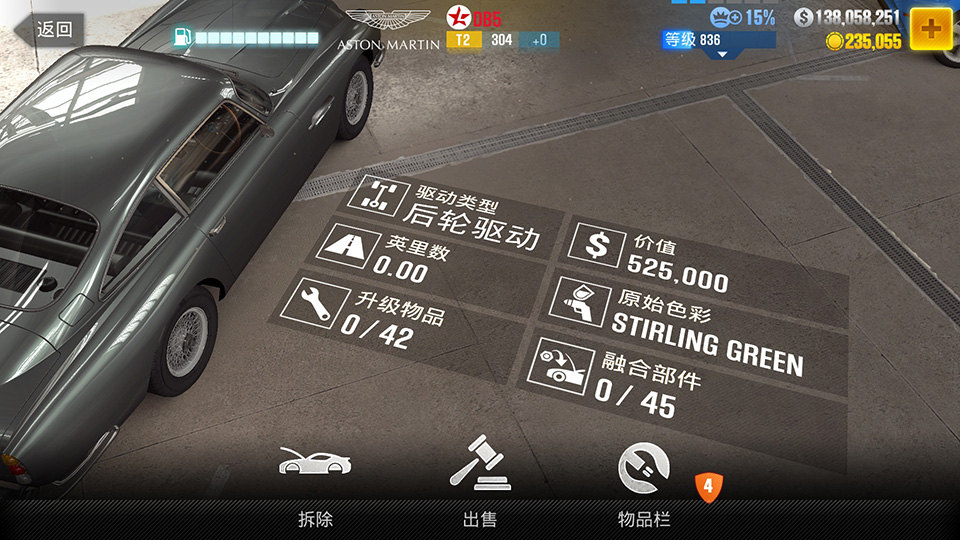 返回
ASTON MARTIN
ASTON MARTIN
DB5
T2 304 +0
15%
等级 836
$ 138,058,251
235,055
驱动类型
后轮驱动
英里数
0.00
升级物品
0 / 42
价值
525,000
原始色彩
STIRLING GREEN
融合部件
0 / 45
拆除
出售
物品栏
4